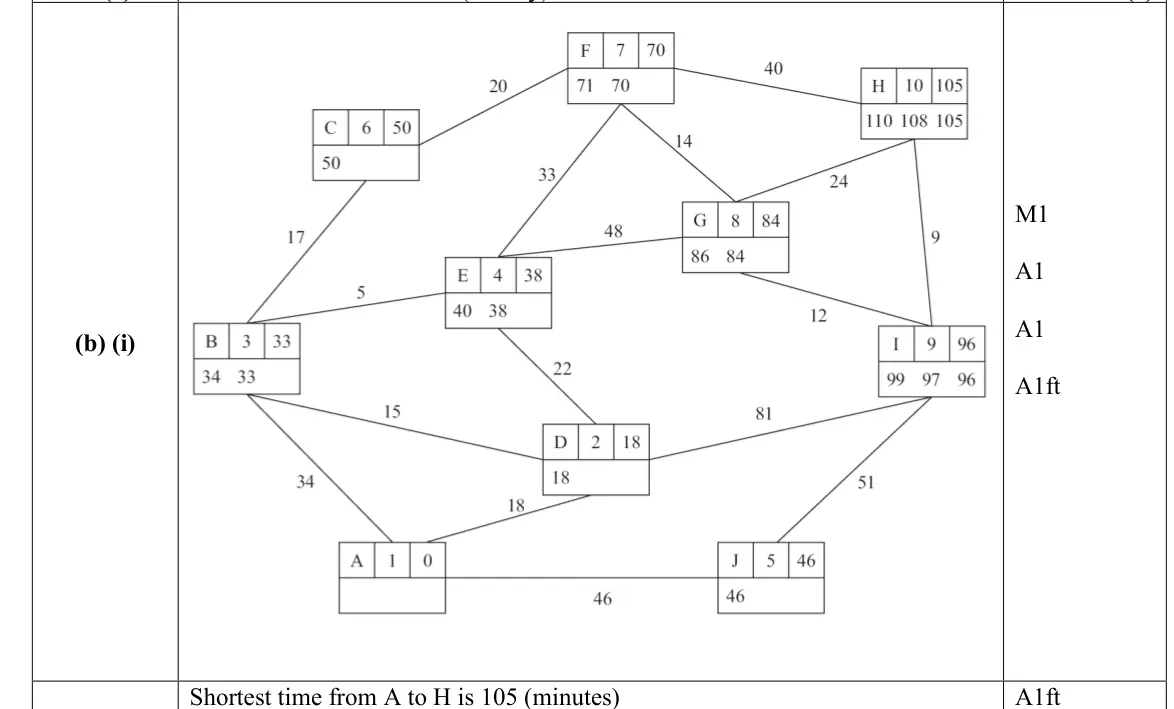 F 7 70
71 70
40
20
H 10 105
110 108 105
C 6 50
50
14
33
24
M1
G 8 84
86 84
48
17
9
E 4 38
40 38
A1
5
12
B 3 33
34 33
(b) (i)
I 9 96
99 97 96
A1
22
A1ft
15
81
D 2 18
18
34
51
18
A 1 0
J 5 46
46
46
Shortest time from A to H is 105 (minutes)
A1ft